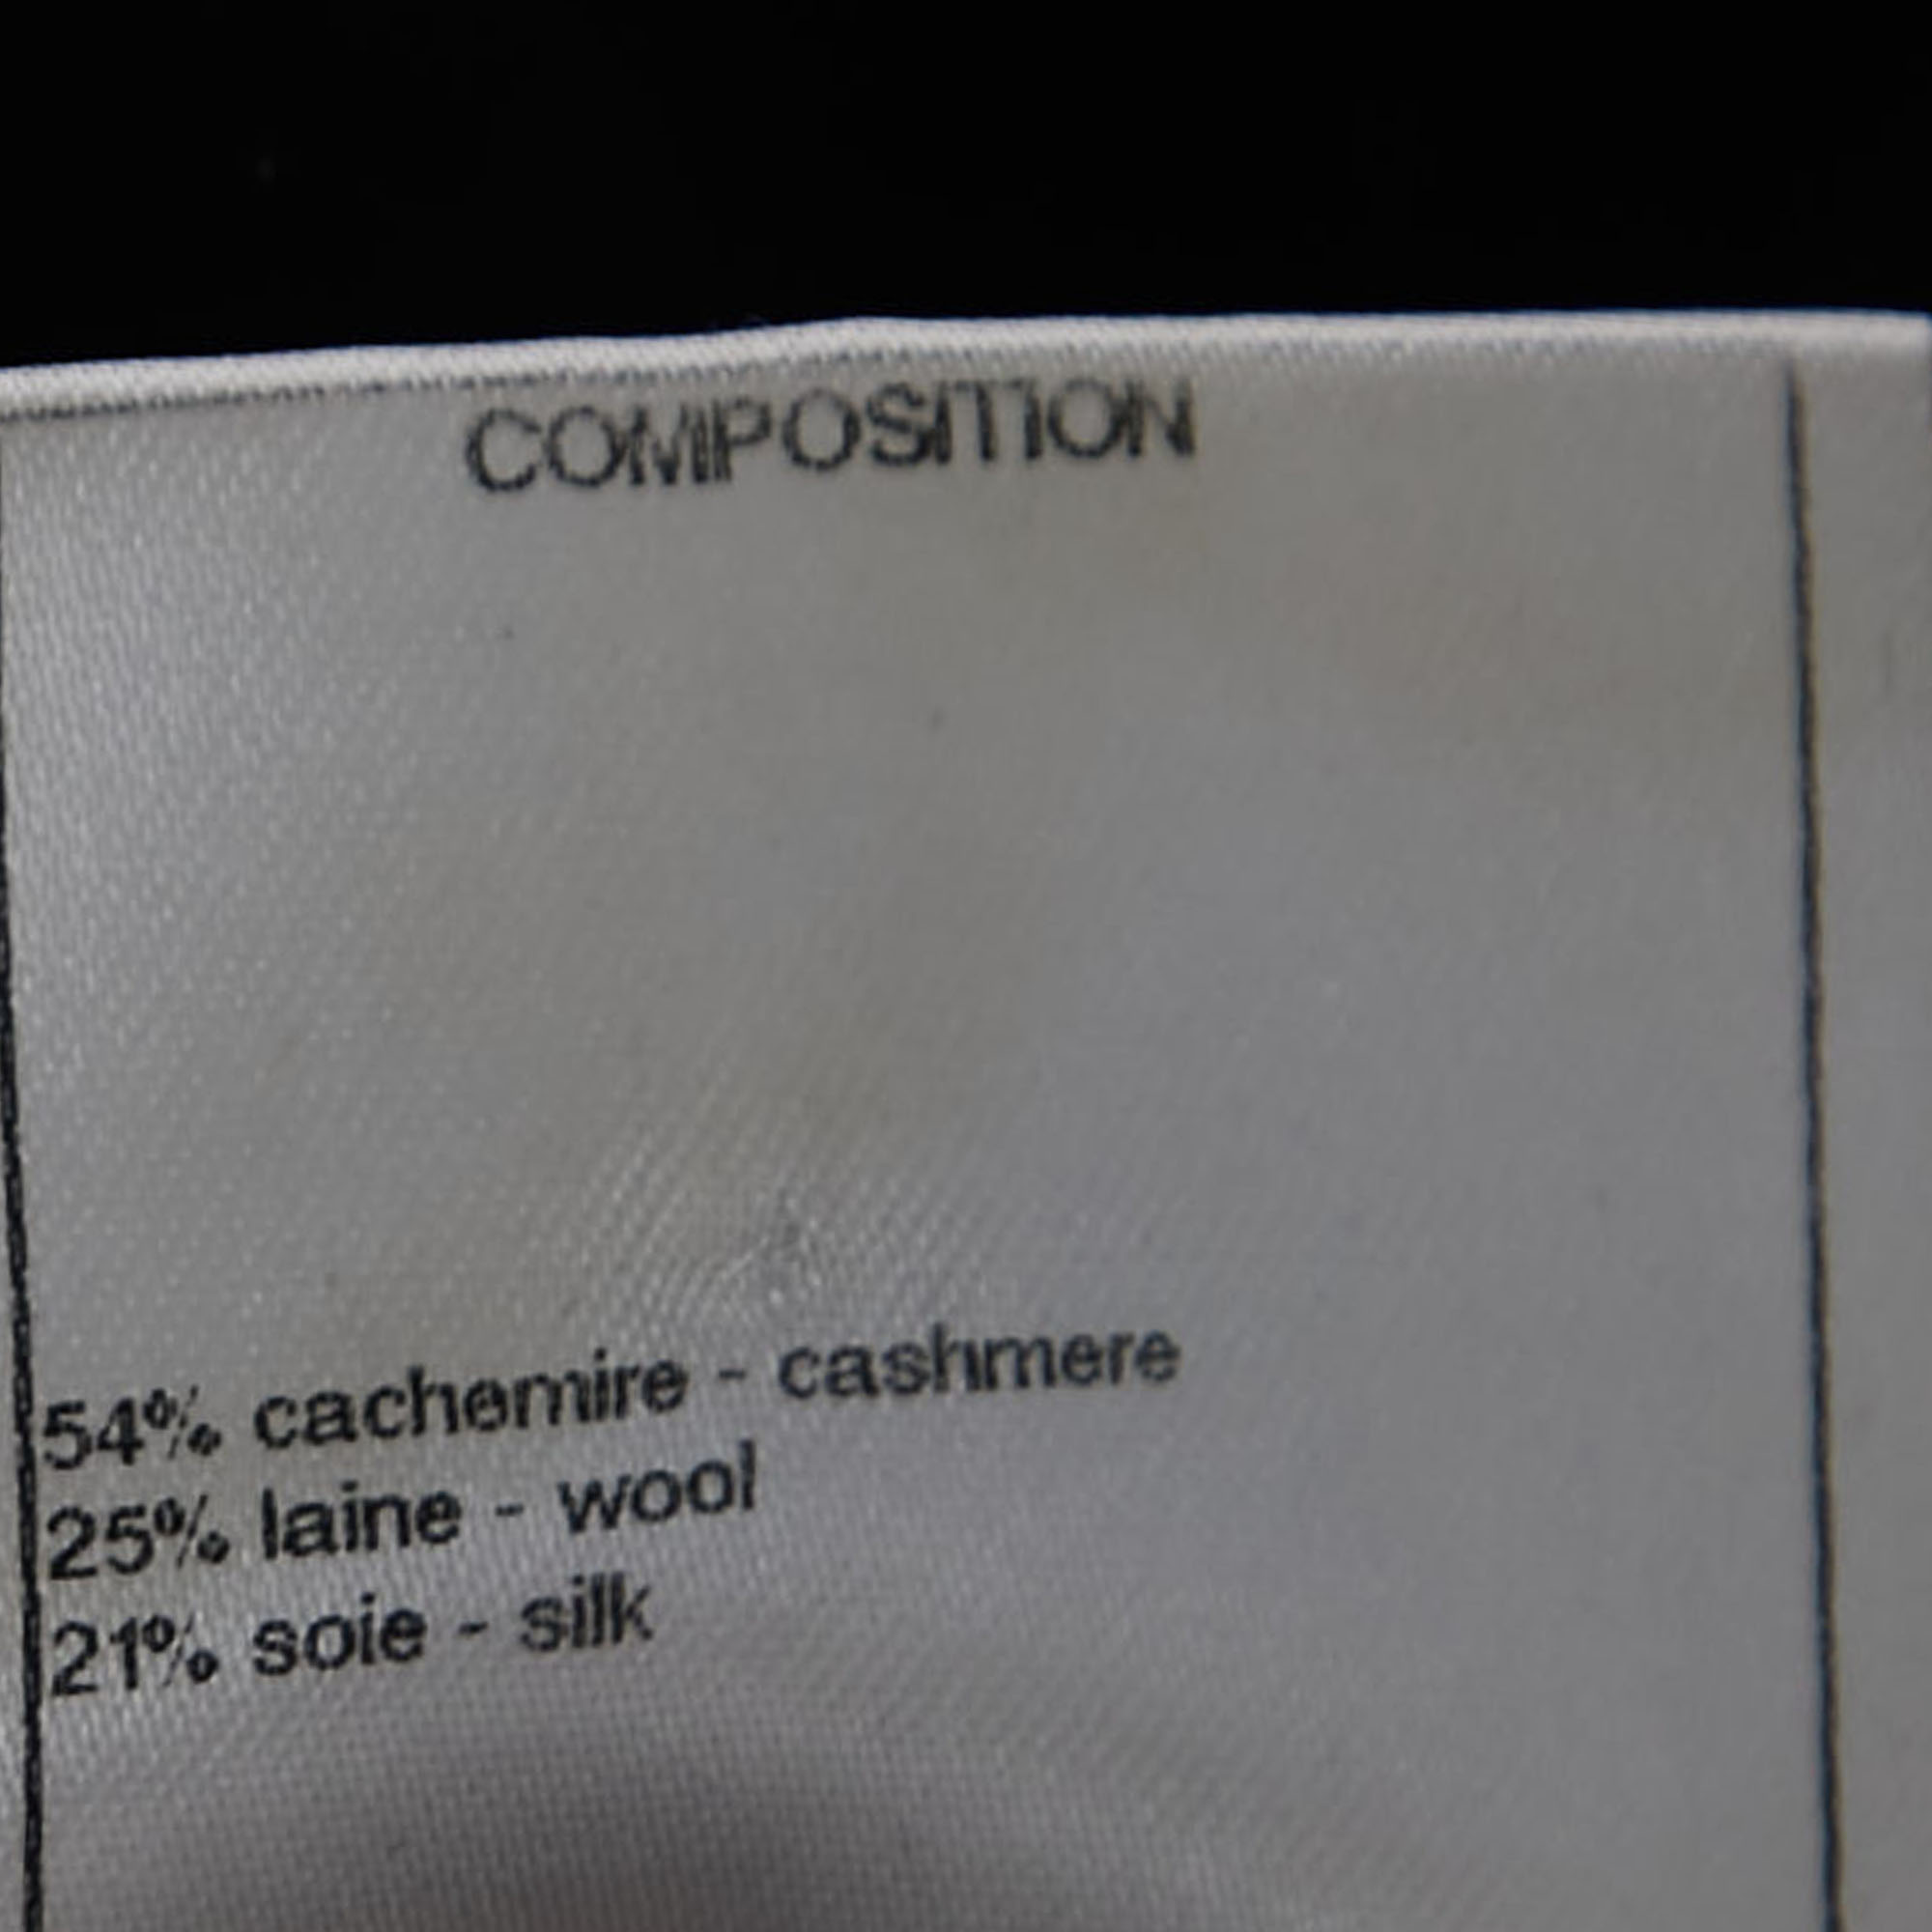 COMPOSITION
54% cachemire - cashmere
25% laine - wool
21% soie - silk